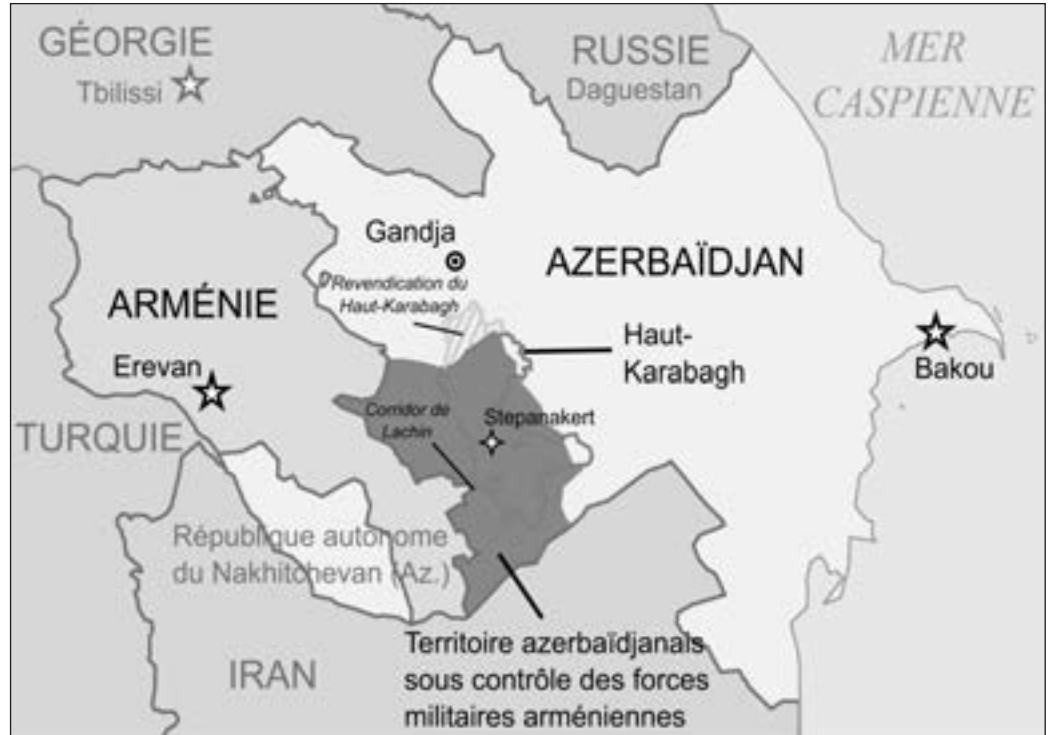 GÉORGIE
Tbilissi
RUSSIE
Daguestan
MER
CASPIENNE
Gandja
AZERBAÏDJAN
Revendication du
Haut-Karabagh
ARMÉNIE
Haut-
Karabagh
Erevan
Bakou
Corridor de
Lachin
Stepanakert
TURQUIE
République autonome
du Nakhitchevan (Az.)
Territoire azerbaïdjanais
sous contrôle des forces
militaires arméniennes
IRAN